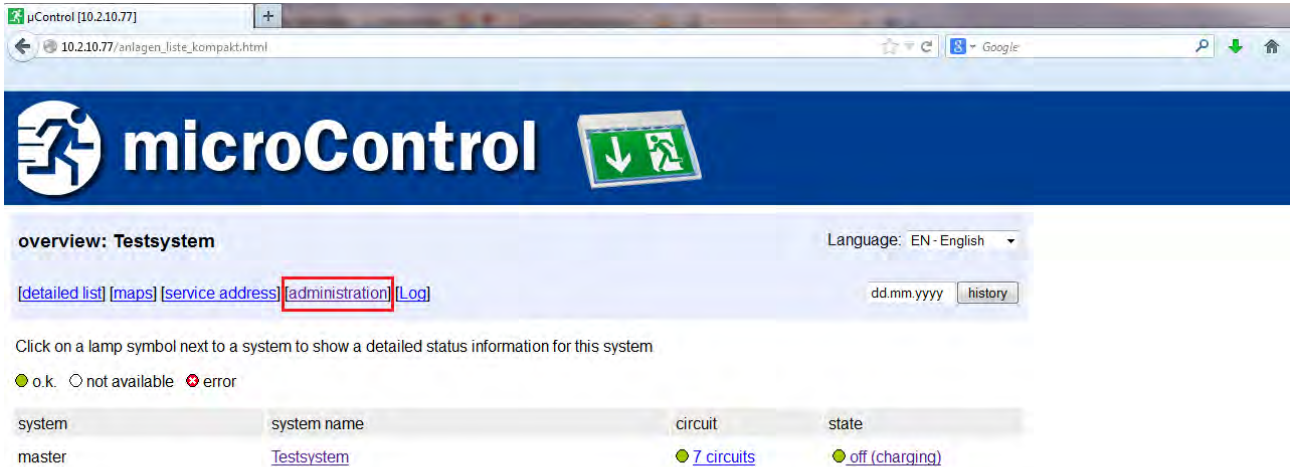 µControl [10.2.10.77]
10.2.10.77/anlagen_liste_kompakt.html Google
microControl
overview: Testsystem Language: EN - English
[detailed list] [maps] [service address] [administration] [Log] dd.mm.yyyy history
Click on a lamp symbol next to a system to show a detailed status information for this system
o.k. not available error
system system name circuit state
master Testsystem 7 circuits off (charging)